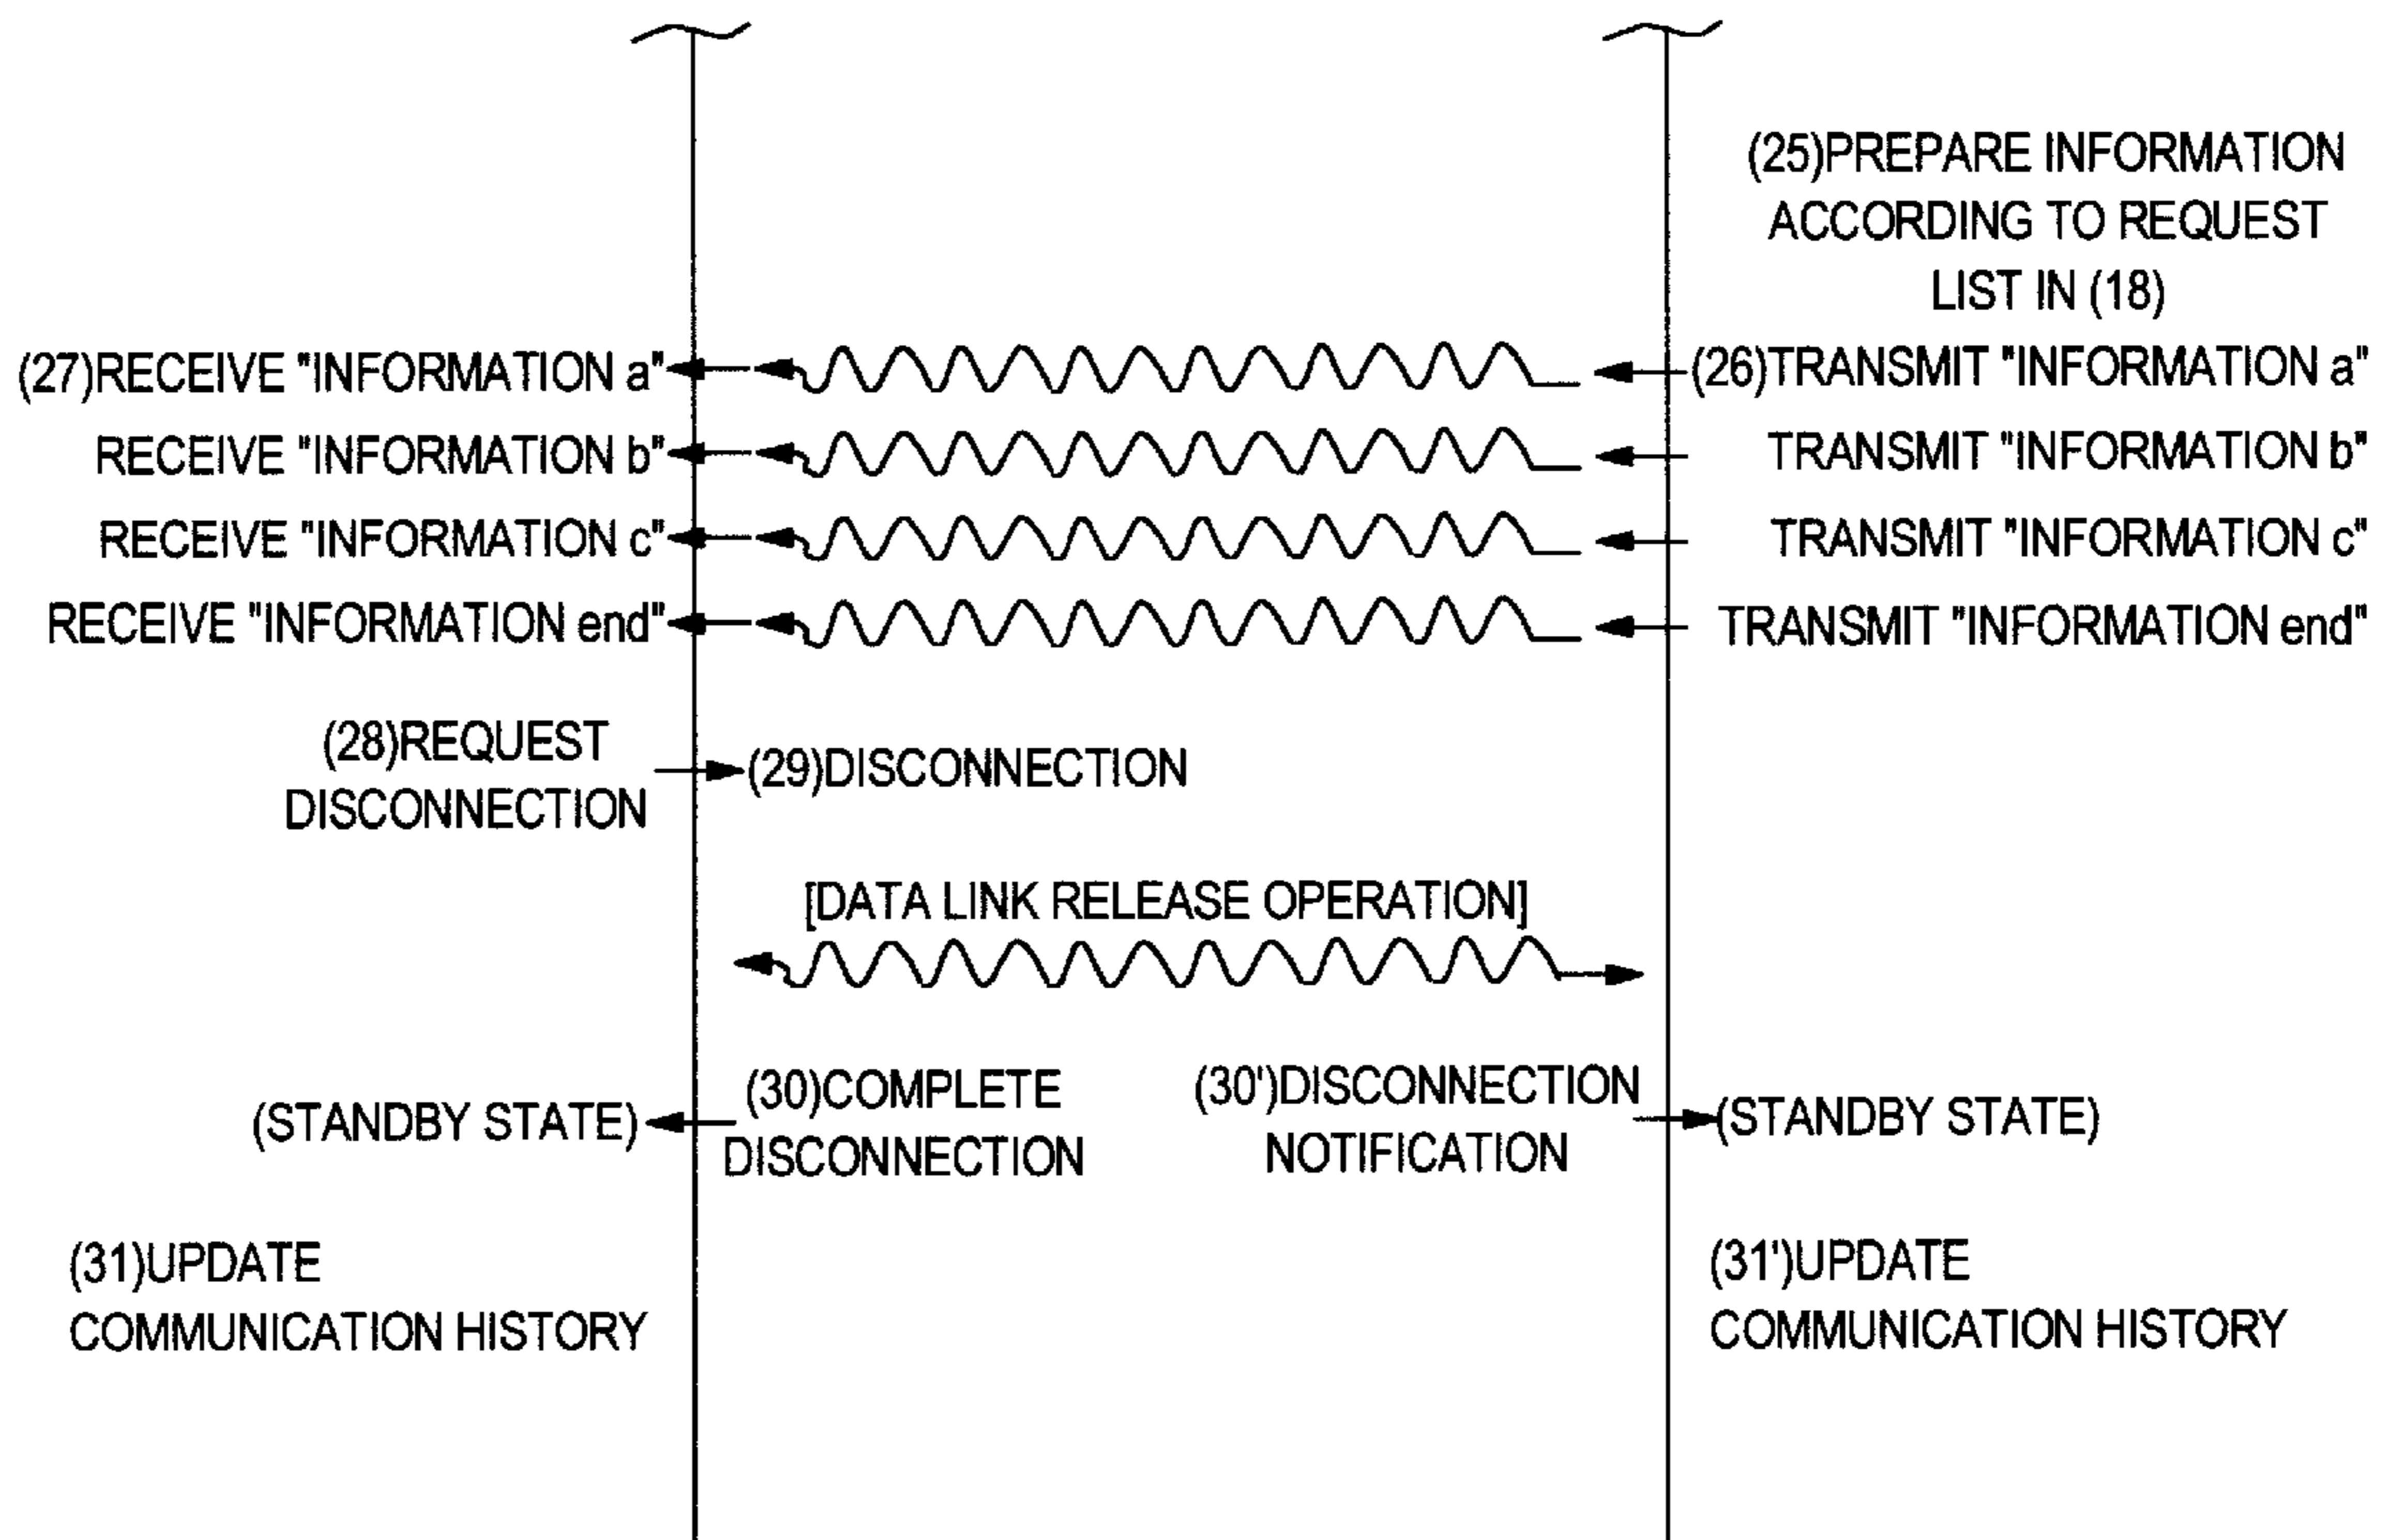 (25)PREPARE INFORMATION
ACCORDING TO REQUEST
LIST IN (18)
(27)RECEIVE "INFORMATION a"
(26)TRANSMIT "INFORMATION a"
RECEIVE "INFORMATION b"
TRANSMIT "INFORMATION b"
RECEIVE "INFORMATION c"
TRANSMIT "INFORMATION c"
RECEIVE "INFORMATION end"
TRANSMIT "INFORMATION end"
(28)REQUEST
DISCONNECTION
(29)DISCONNECTION
[DATA LINK RELEASE OPERATION]
(STANDBY STATE)
(30)COMPLETE
DISCONNECTION
(30')DISCONNECTION
NOTIFICATION
(STANDBY STATE)
(31)UPDATE
COMMUNICATION HISTORY
(31')UPDATE
COMMUNICATION HISTORY